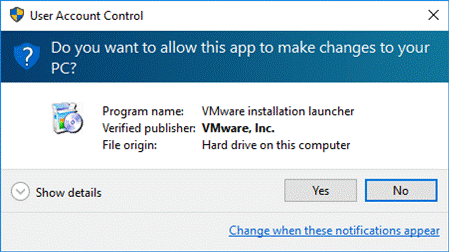 User Account Control
Do you want to allow this app to make changes to your
PC?
Program name: VMware installation launcher
Verified publisher: VMware, Inc.
File origin: Hard drive on this computer
Show details Yes No
Change when these notifications appear